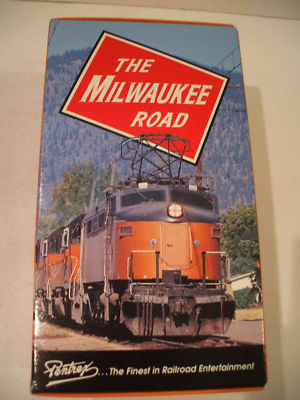 THE
MILWAUKEE
ROAD
Pentrex ...The Finest in Railroad Entertainment